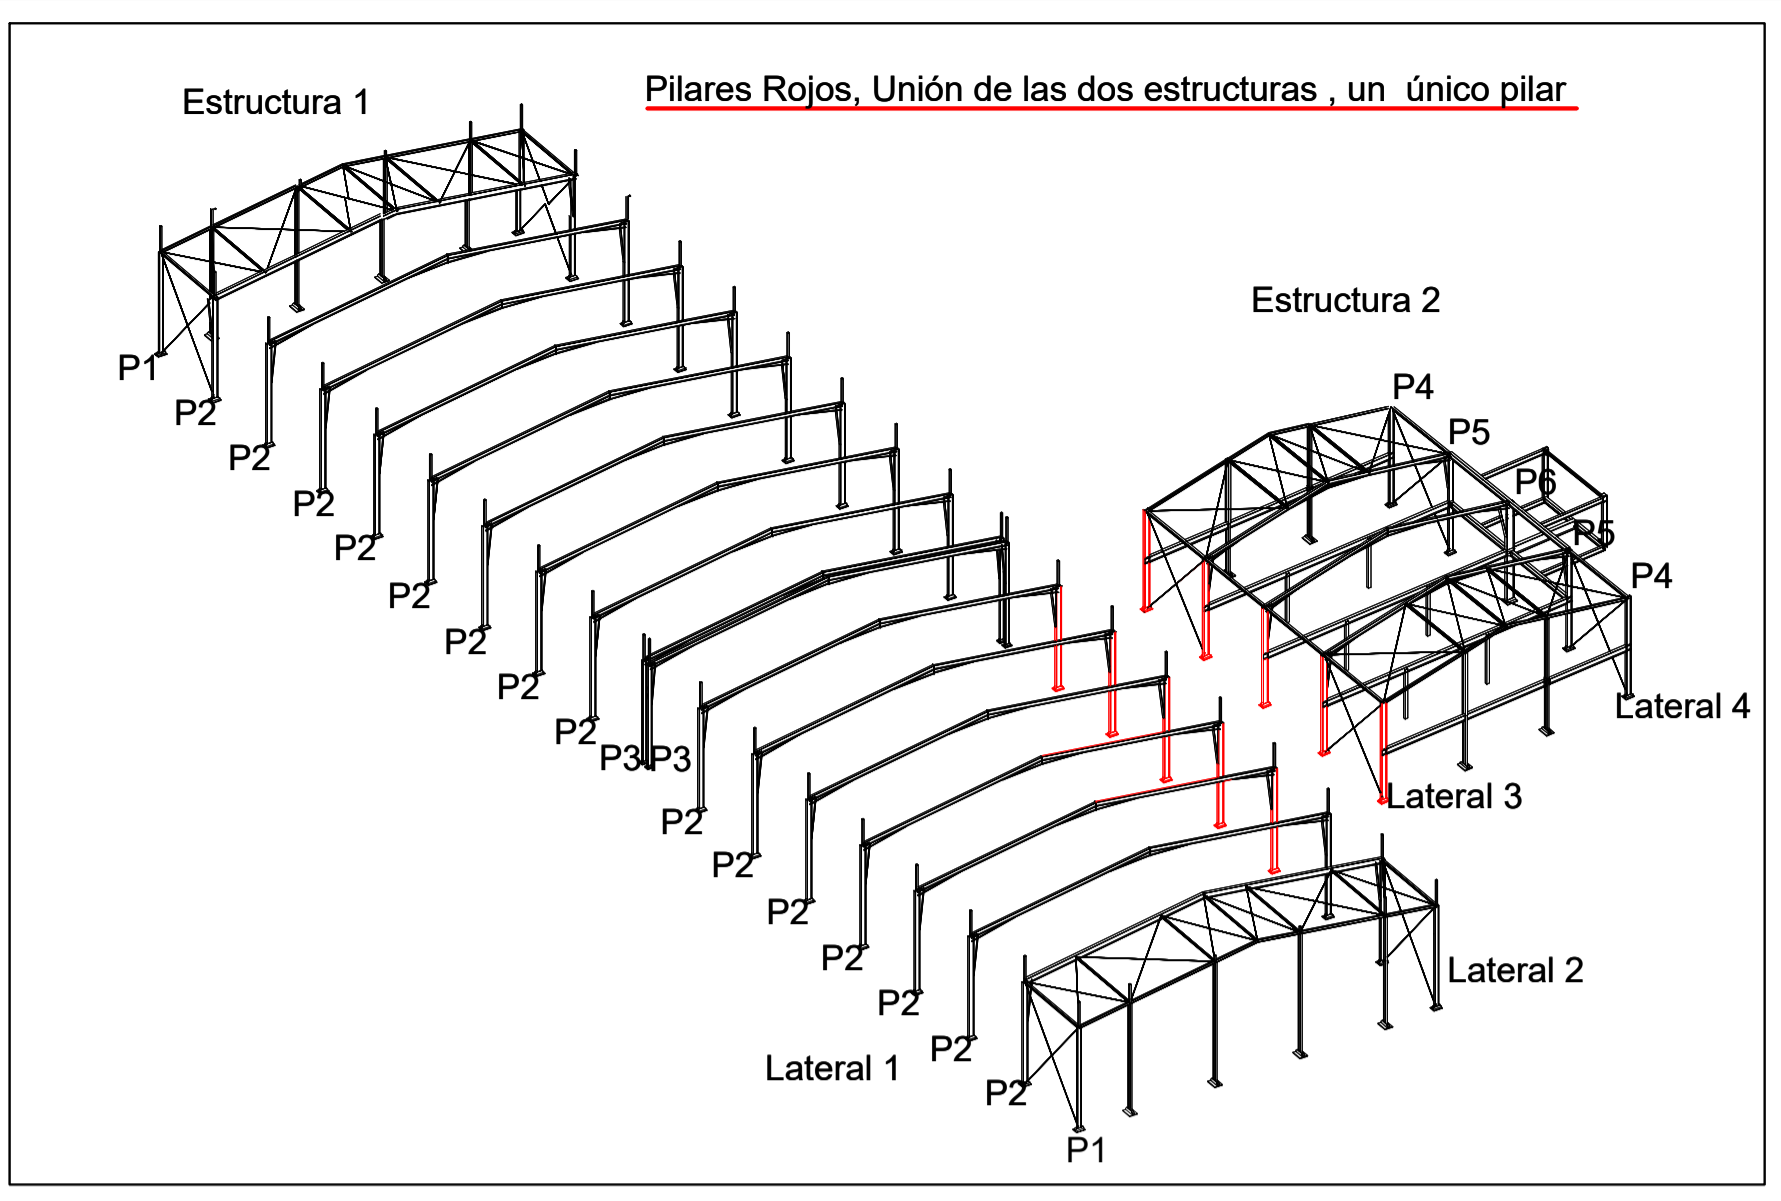 Pilares Rojos, Unión de las dos estructuras , un  único pilar
Estructura 1
Estructura 2
P1
P2
P2
P2
P2
P2
P2
P2
P2
P3
P3
P2
P2
P2
P2
P2
P2
P2
P1
Lateral 1
Lateral 2
P4
P5
P6
P5
P4
Lateral 4
Lateral 3